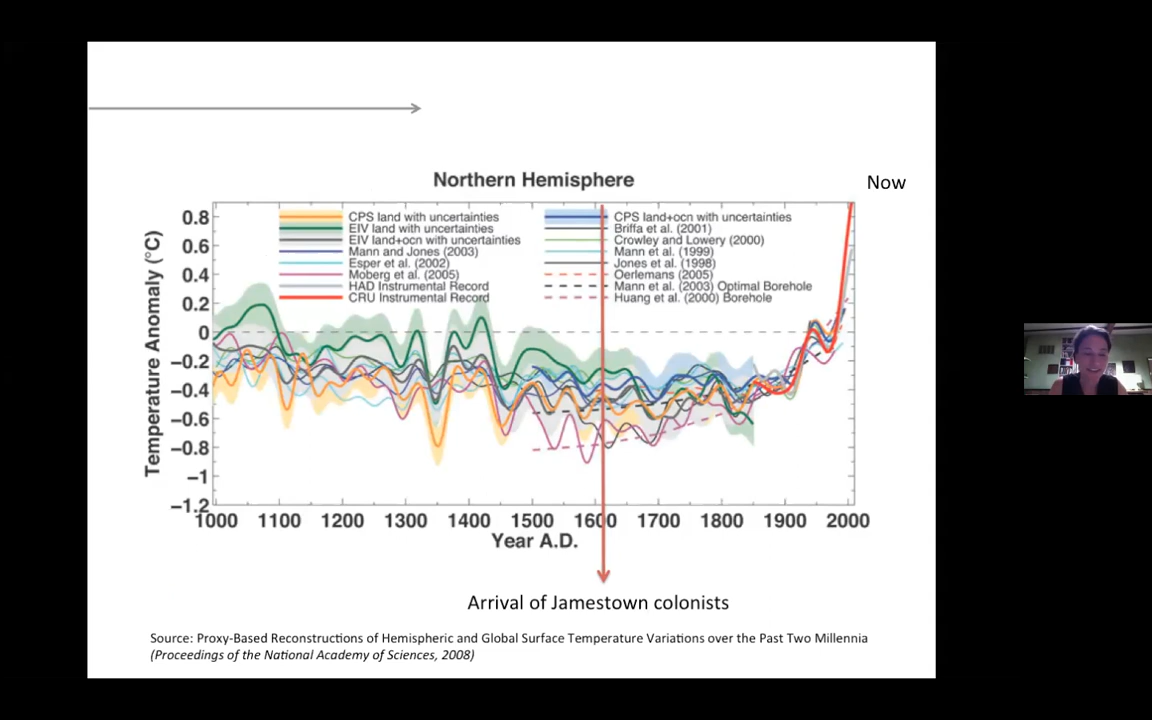 Northern Hemisphere
Now
CPS land with uncertainties
EIV land with uncertainties
EIV land+ocn with uncertainties
Mann and Jones (2003)
Esper et al. (2002)
Moberg et al. (2005)
HAD Instrumental Record
CRU Instrumental Record
CPS land+ocn with uncertainties
Briffa et al. (2001)
Crowley and Lowery (2000)
Mann et al. (1999)
Jones et al. (1998)
Oerlemans (2005)
Mann et al. (2003) Optimal Borehole
Huang et al. (2000) Borehole
Temperature Anomaly (°C)
0.8
0.6
0.4
0.2
0
−0.2
−0.4
−0.6
−0.8
−1
−1.2
1000 1100 1200 1300 1400 1500 1600 1700 1800 1900 2000
Year A.D.
Arrival of Jamestown colonists
Source: Proxy-Based Reconstructions of Hemispheric and Global Surface Temperature Variations over the Past Two Millennia
(Proceedings of the National Academy of Sciences, 2008)